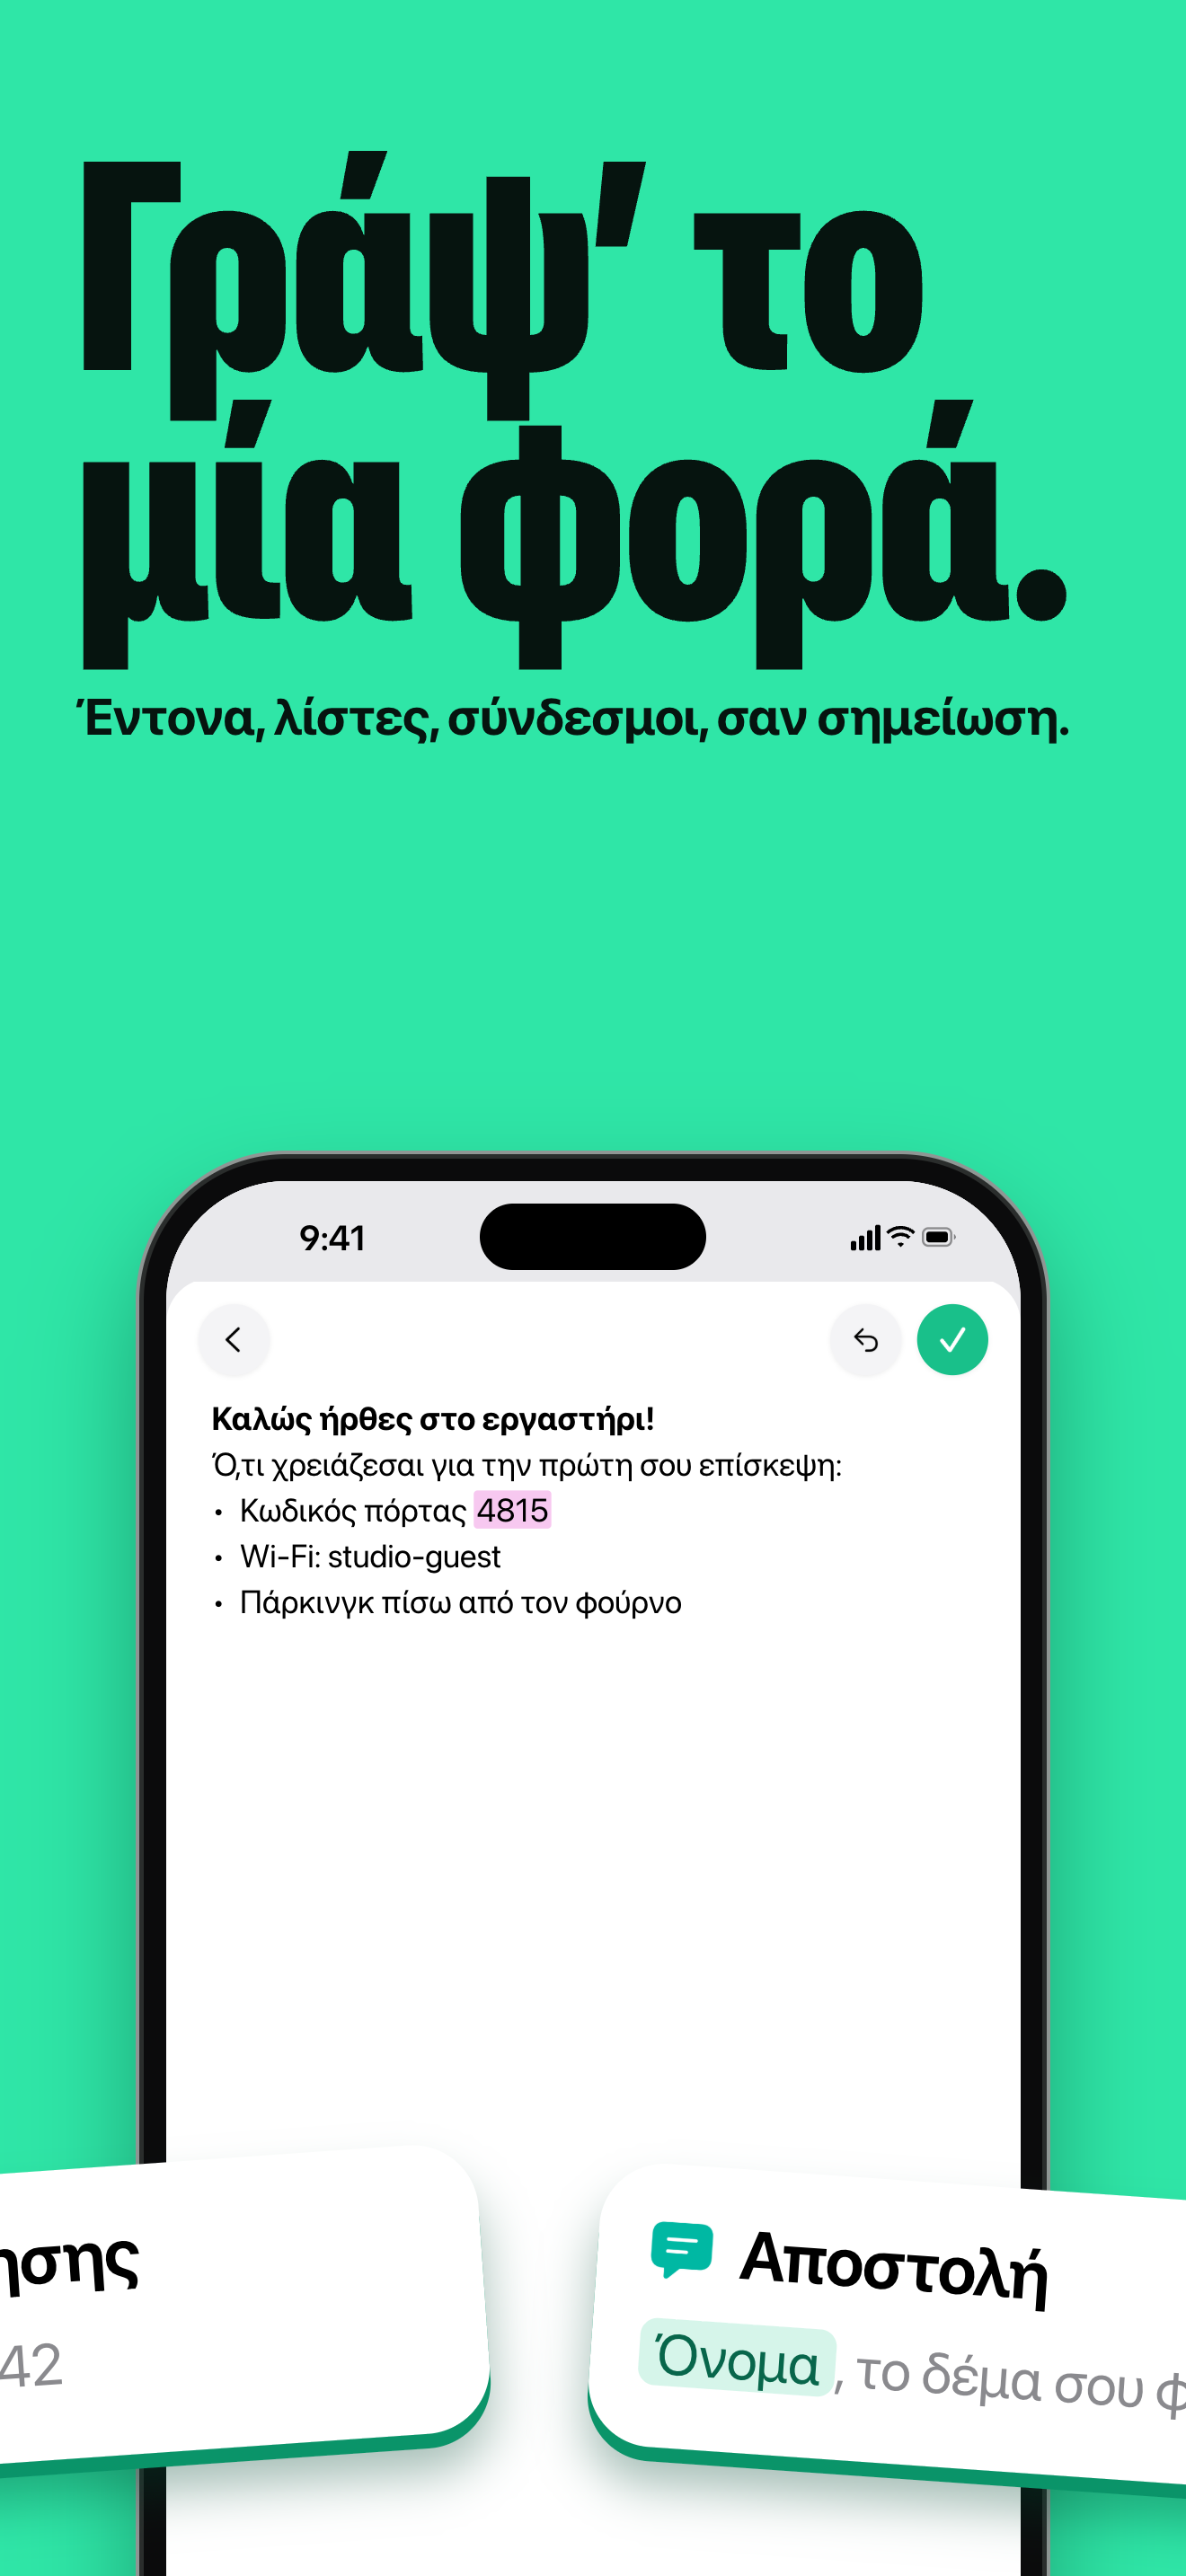 Γράψ’ το
μία φορά.
Έντονα, λίστες, σύνδεσμοι, σαν σημείωση.
9:41
Καλώς ήρθες στο εργαστήρι!
Ό,τι χρειάζεσαι για την πρώτη σου επίσκεψη:
• Κωδικός πόρτας 4815
• Wi-Fi: studio-guest
• Πάρκινγκ πίσω από τον φούρνο
ησης
42
Αποστολή
Όνομα, το δέμα σου φ